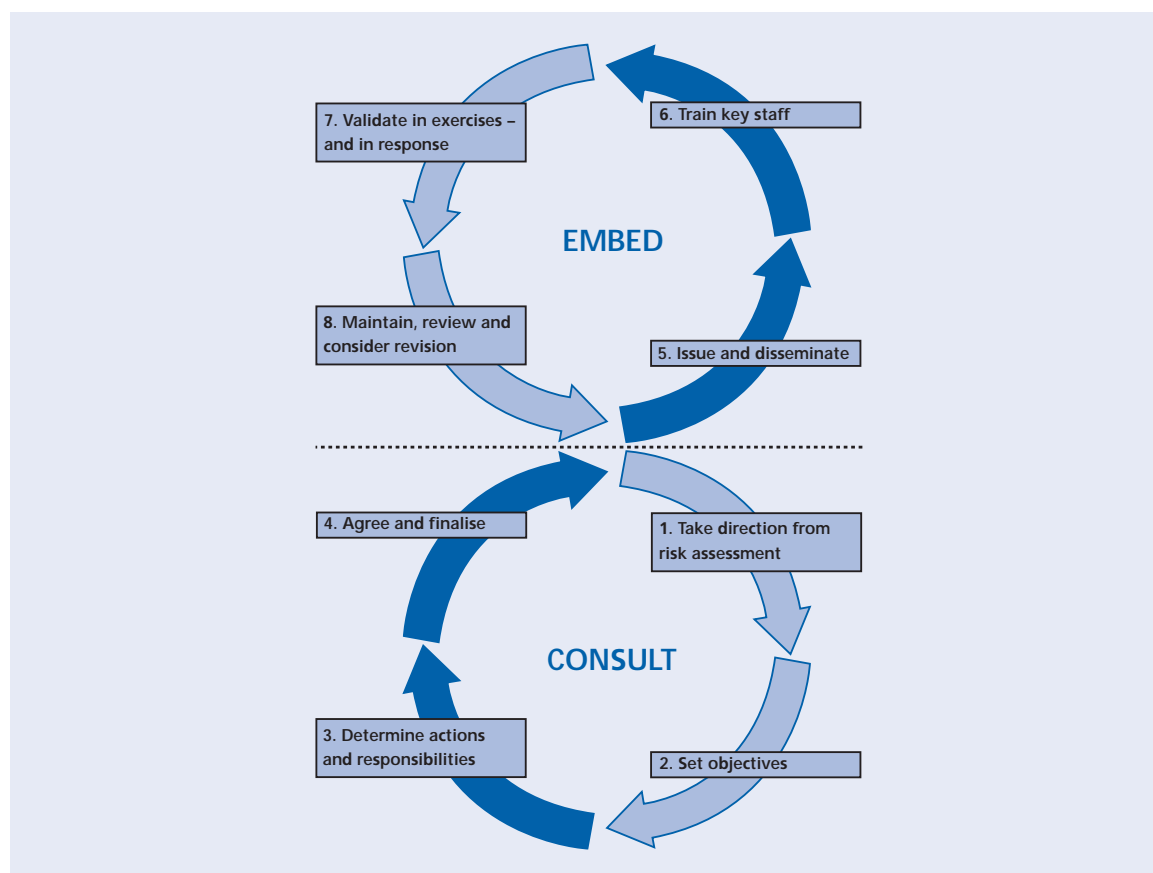 7. Validate in exercises –
and in response
6. Train key staff
EMBED
8. Maintain, review and
consider revision
5. Issue and disseminate
4. Agree and finalise
1. Take direction from
risk assessment
CONSULT
3. Determine actions
and responsibilities
2. Set objectives